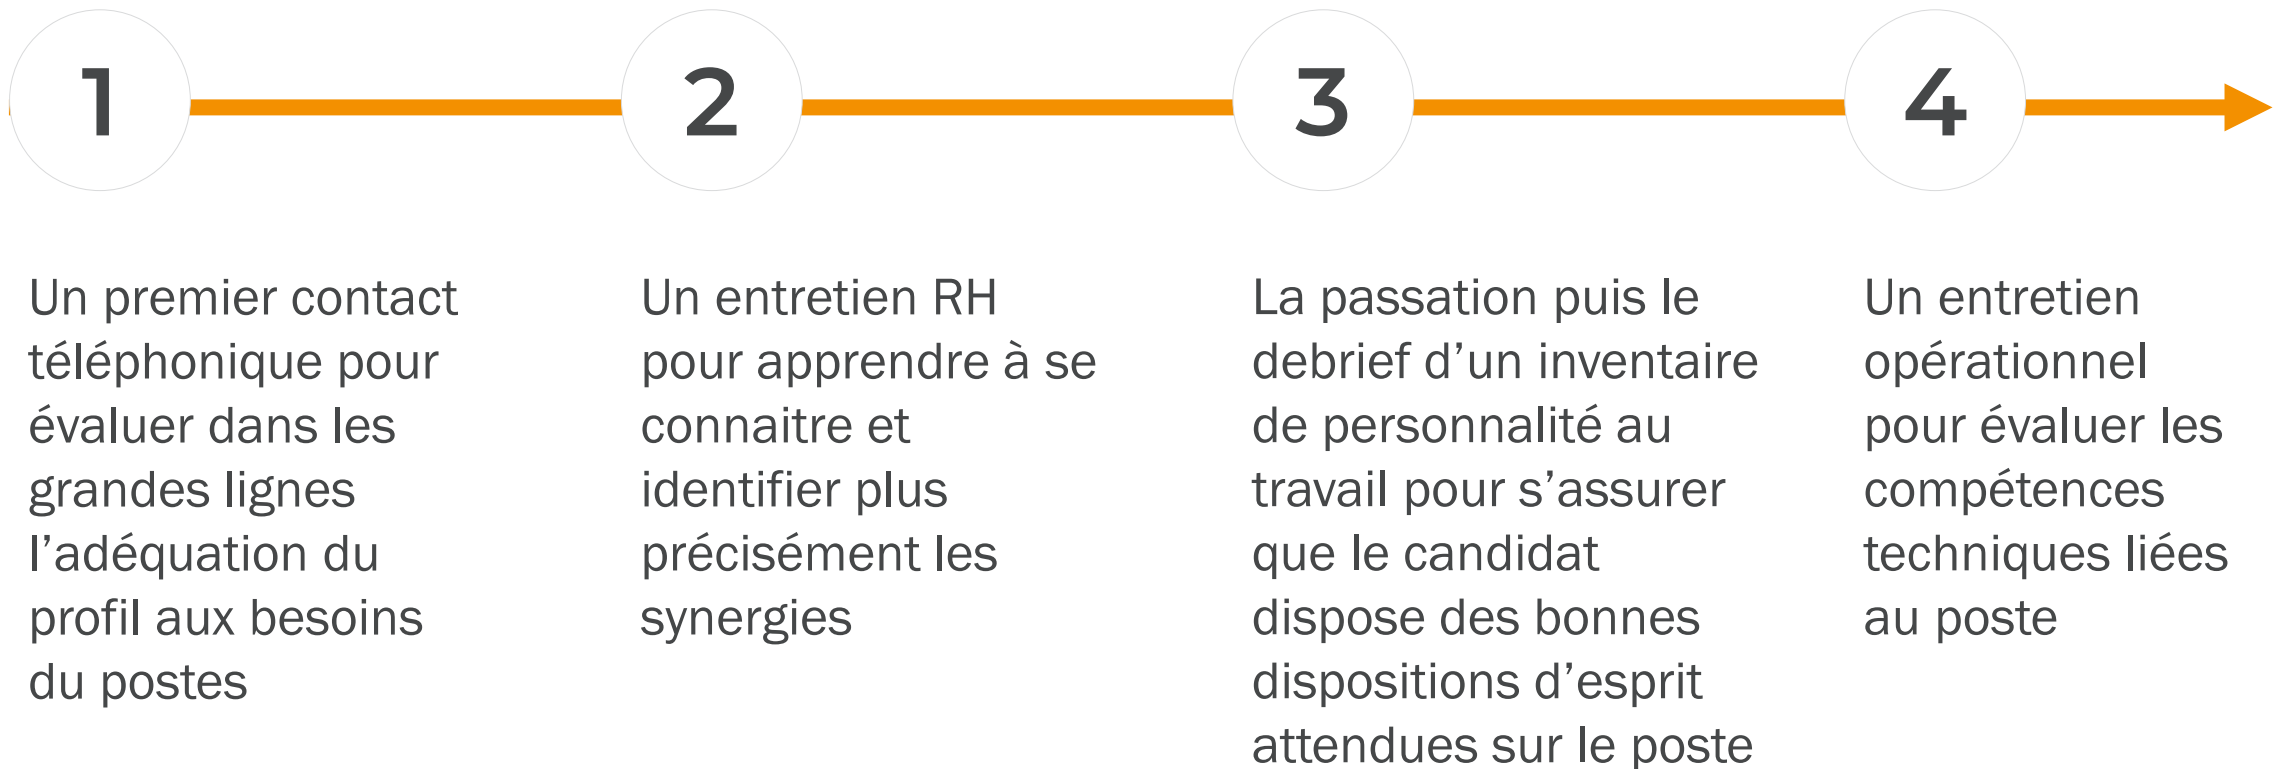 1
Un premier contact
téléphonique pour
évaluer dans les
grandes lignes
l’adéquation du
profil aux besoins
du postes
2
Un entretien RH
pour apprendre à se
connaitre et
identifier plus
précisément les
synergies
3
La passation puis le
debrief d’un inventaire
de personnalité au
travail pour s’assurer
que le candidat
dispose des bonnes
dispositions d’esprit
attendues sur le poste
4
Un entretien
opérationnel
pour évaluer les
compétences
techniques liées
au poste